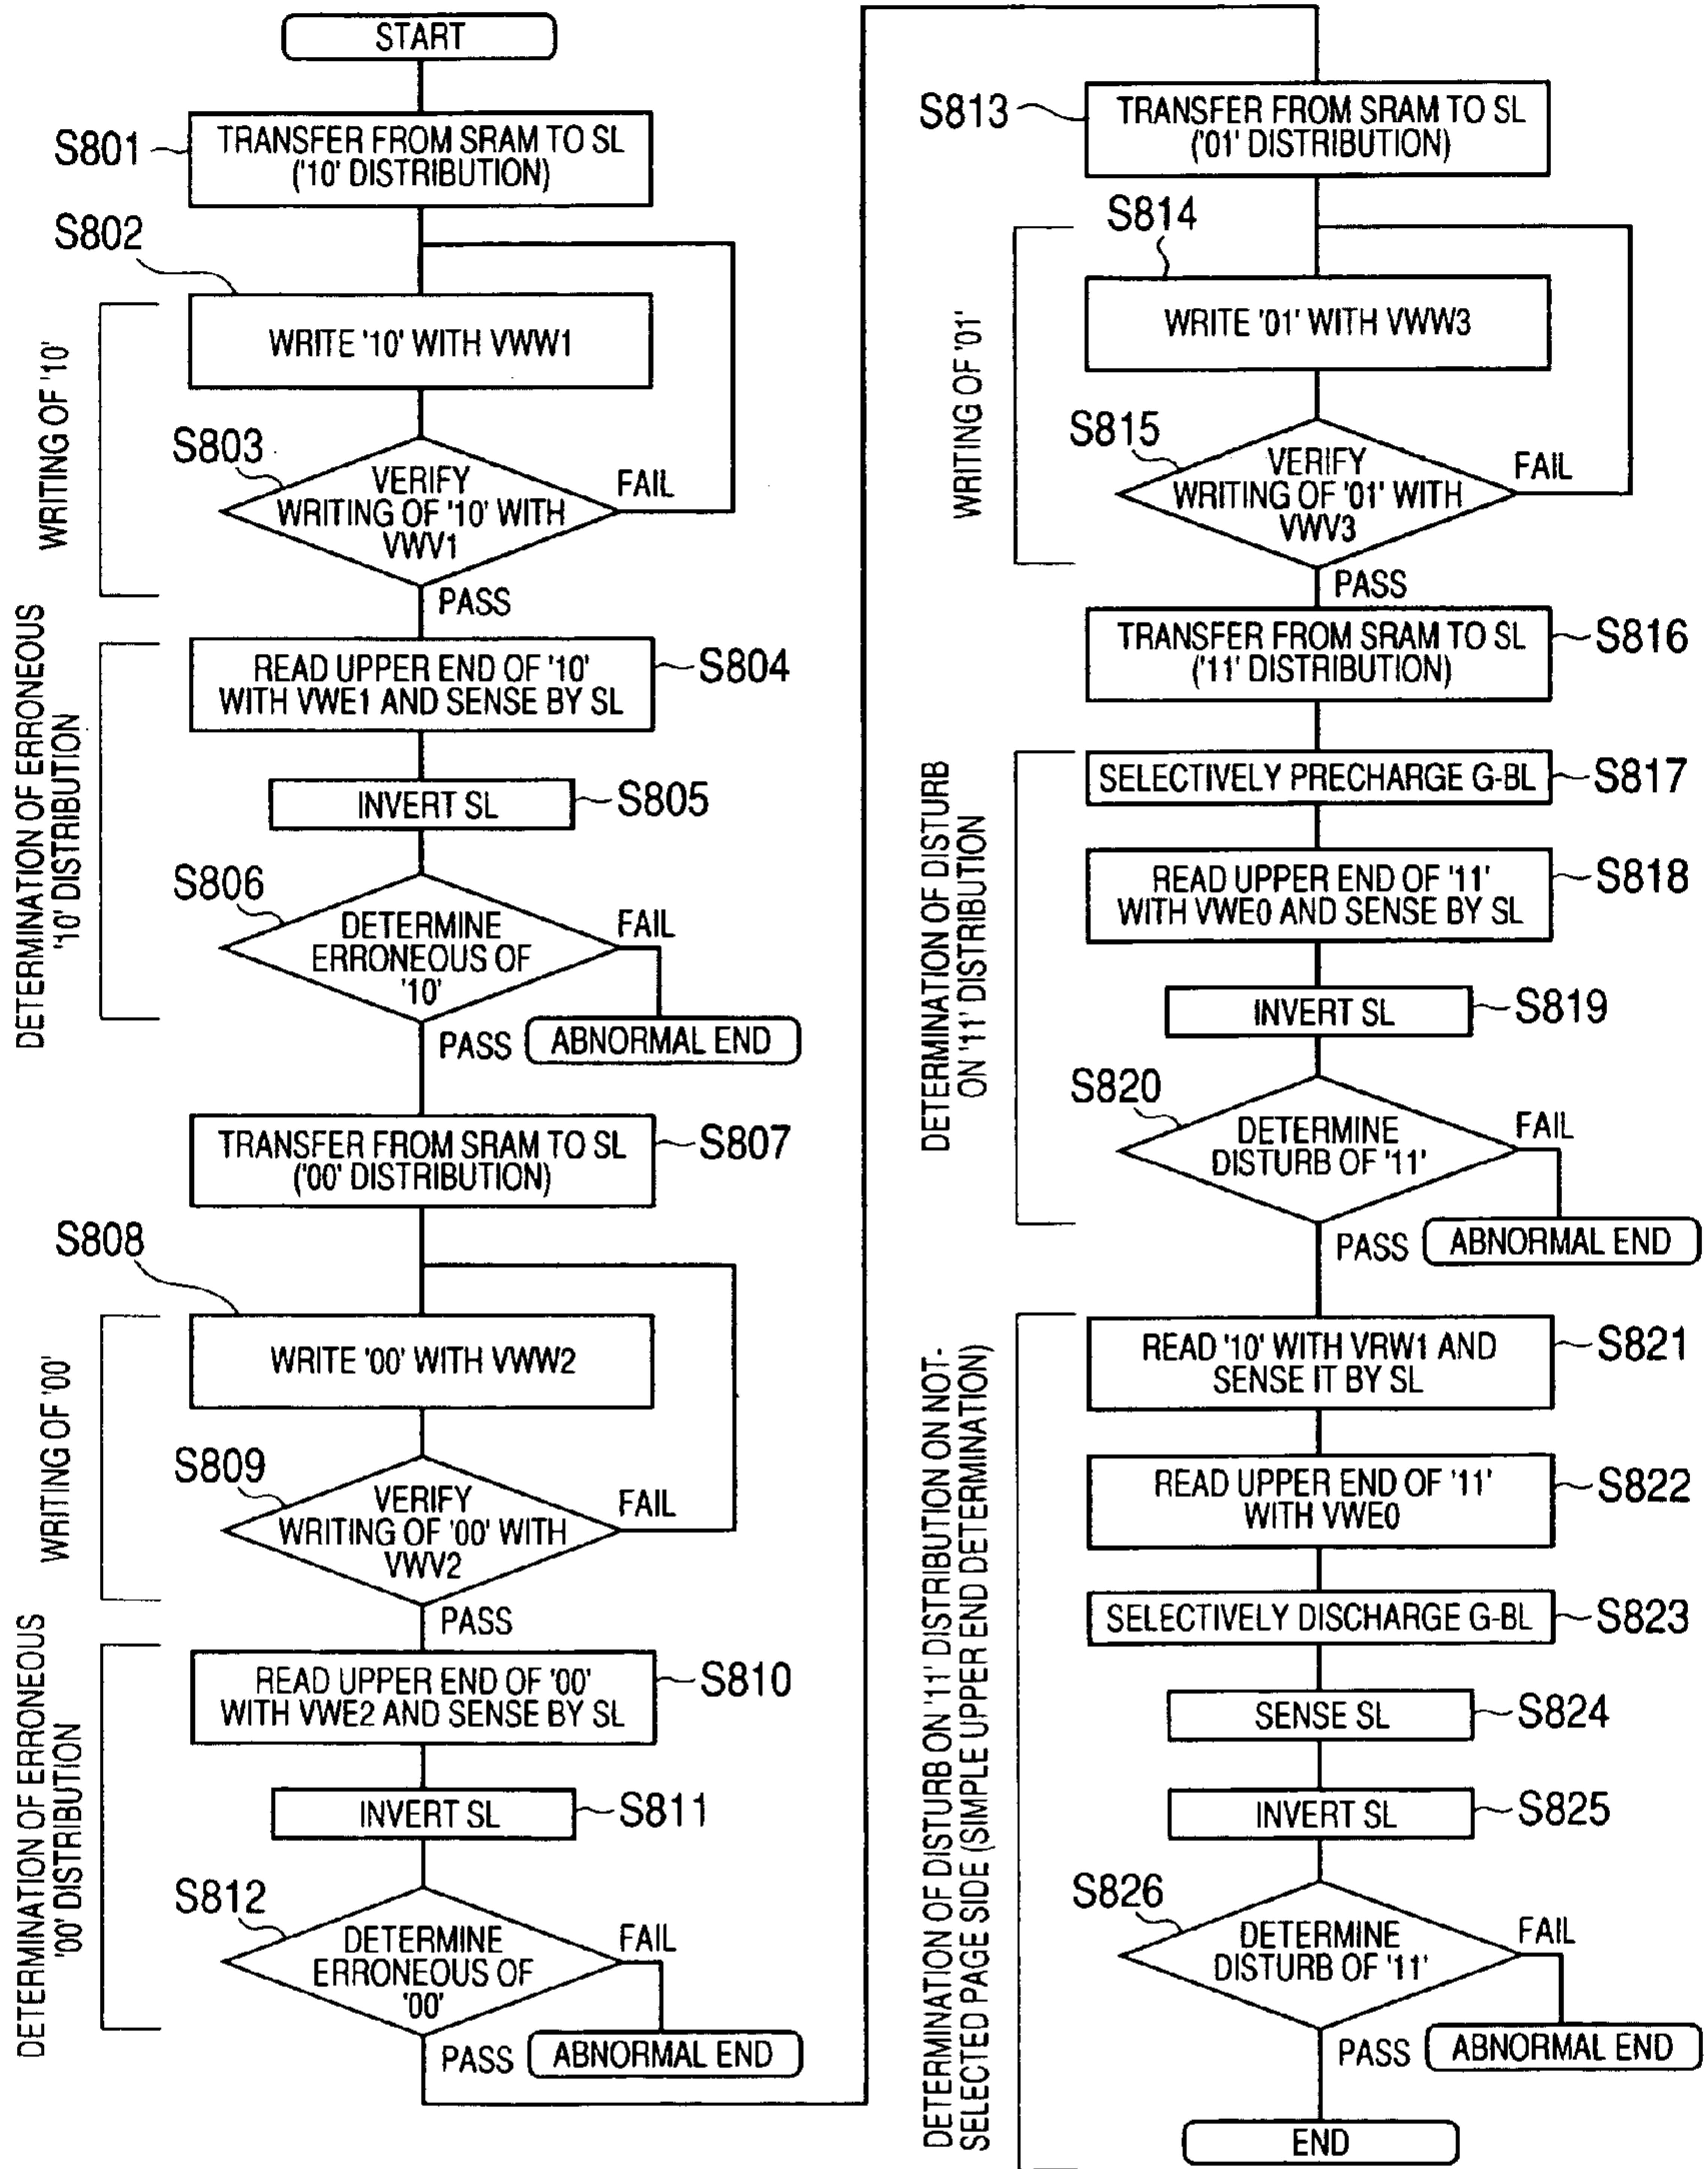 START
S801
TRANSFER FROM SRAM TO SL
('10' DISTRIBUTION)
S802
WRITING OF '10'
WRITE '10' WITH VWW1
S803
VERIFY
WRITING OF '10' WITH
VWV1
FAIL
PASS
DETERMINATION OF ERRONEOUS
'10' DISTRIBUTION
READ UPPER END OF '10'
WITH VWE1 AND SENSE BY SL
S804
INVERT SL
S805
S806
DETERMINE
ERRONEOUS OF
'10'
FAIL
PASS
ABNORMAL END
TRANSFER FROM SRAM TO SL
('00' DISTRIBUTION)
S807
S808
WRITING OF '00'
WRITE '00' WITH VWW2
S809
VERIFY
WRITING OF '00' WITH
VWV2
FAIL
PASS
DETERMINATION OF ERRONEOUS
'00' DISTRIBUTION
READ UPPER END OF '00'
WITH VWE2 AND SENSE BY SL
S810
INVERT SL
S811
S812
DETERMINE
ERRONEOUS OF
'00'
FAIL
PASS
ABNORMAL END
S813
TRANSFER FROM SRAM TO SL
('01' DISTRIBUTION)
S814
WRITING OF '01'
WRITE '01' WITH VWW3
S815
VERIFY
WRITING OF '01' WITH
VWV3
FAIL
PASS
TRANSFER FROM SRAM TO SL
('11' DISTRIBUTION)
S816
DETERMINATION OF DISTURB
ON '11' DISTRIBUTION
SELECTIVELY PRECHARGE G-BL
S817
READ UPPER END OF '11'
WITH VWE0 AND SENSE BY SL
S818
INVERT SL
S819
S820
DETERMINE
DISTURB OF '11'
FAIL
PASS
ABNORMAL END
DETERMINATION OF DISTURB ON '11' DISTRIBUTION ON NOT-
SELECTED PAGE SIDE (SIMPLE UPPER END DETERMINATION)
READ '10' WITH VRW1 AND
SENSE IT BY SL
S821
READ UPPER END OF '11'
WITH VWE0
S822
SELECTIVELY DISCHARGE G-BL
S823
SENSE SL
S824
INVERT SL
S825
S826
DETERMINE
DISTURB OF '11'
FAIL
PASS
ABNORMAL END
END